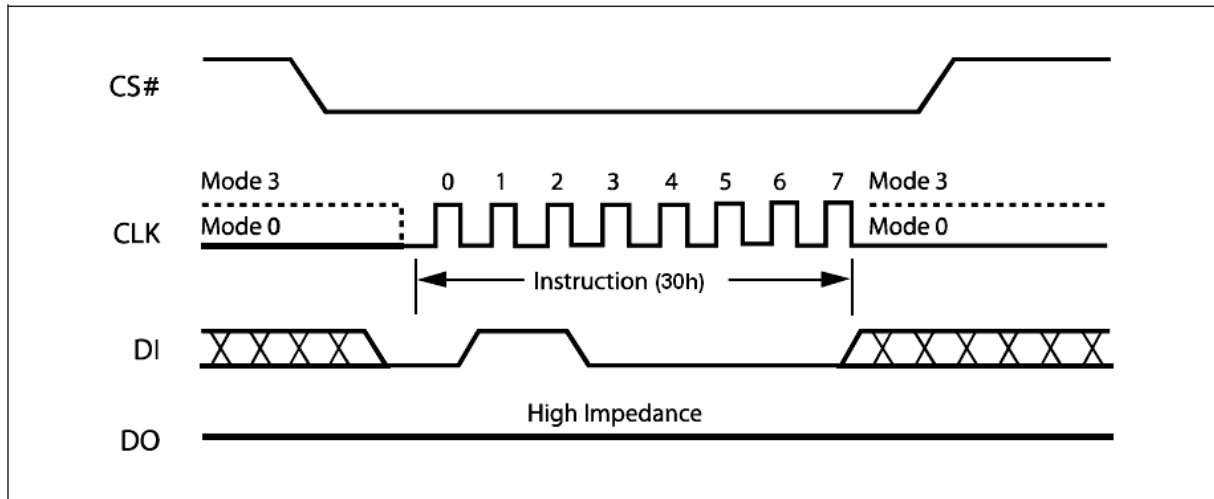 CS#
Mode 3
0 1 2 3 4 5 6 7
Mode 3
CLK
Mode 0
Mode 0
Instruction (30h)
DI
High Impedance
DO